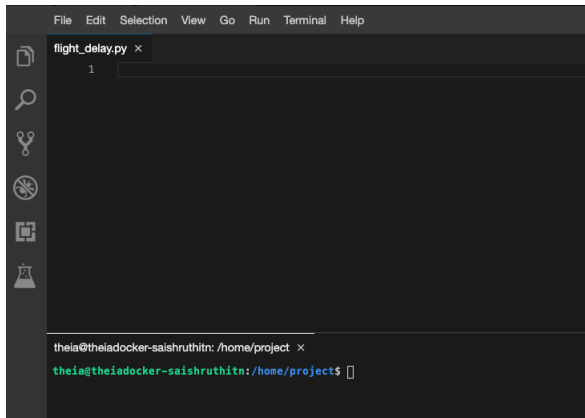 File Edit Selection View Go Run Terminal Help
flight_delay.py ×
1
theia@theiadocker-saishruthitn: /home/project ×
theia@theiadocker-saishruthitn:/home/project$